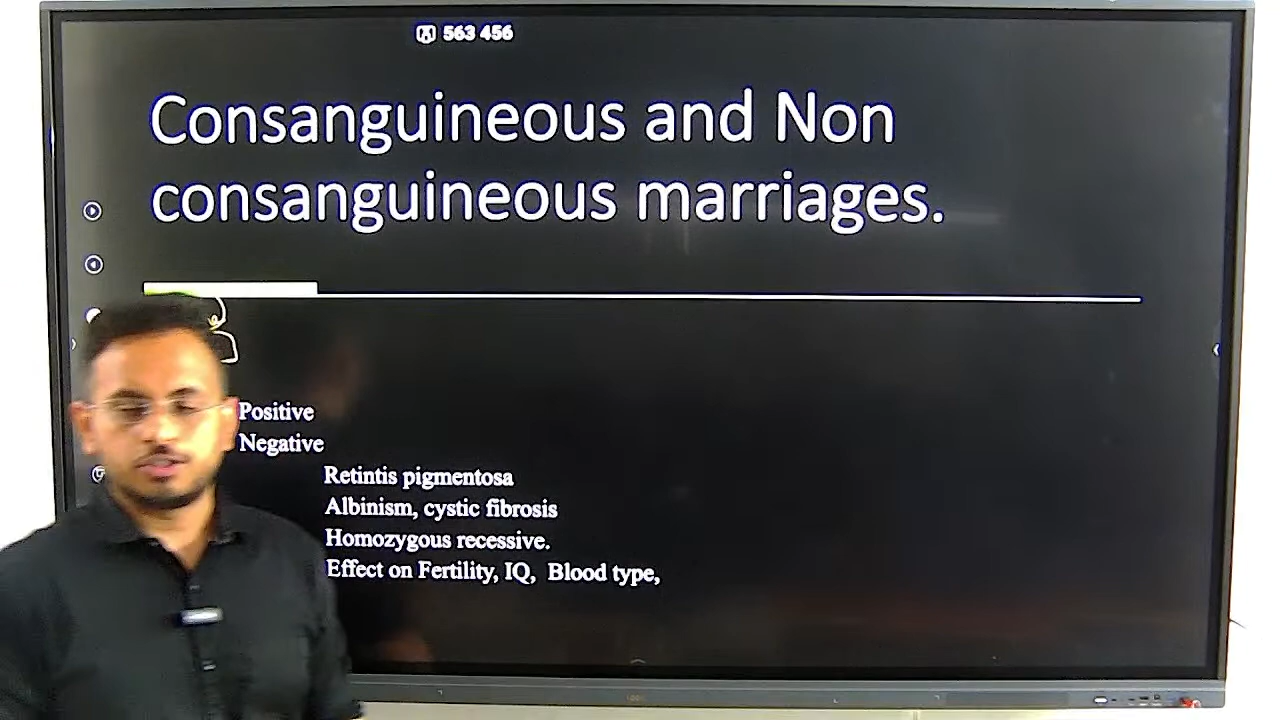 563 456
Consanguineous and Non
consanguineous marriages.
Positive
Negative
Retintis pigmentosa
Albinism, cystic fibrosis
Homozygous recessive.
Effect on Fertility, IQ, Blood type,